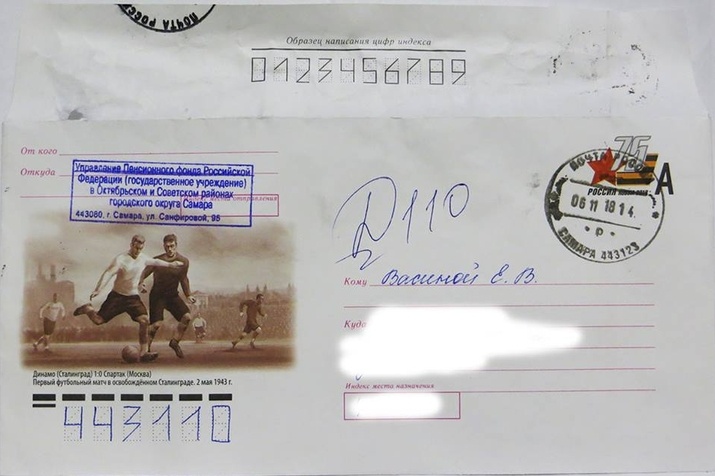 ПОЧТА РОСС
Образец написания цифр индекса
0123456789
От кого
Откуда
Управление Пенсионного фонда Российской
Федерации (государственное учреждение)
в Октябрьском и Советском районах
городского округа Самара
443080, г. Самара, ул. Санфировой, 95
места отправления
Д110
75
А
РОССИЯ
ПОЧТА РОССИ
06 11 18 14
Р
САМАРА 443123
Кому Васиной Е. В.
Куда
Индекс места назначения
Динамо (Сталинград) 1:0 Спартак (Москва)
Первый футбольный матч в освобождённом Сталинграде. 2 мая 1943 г.
443110